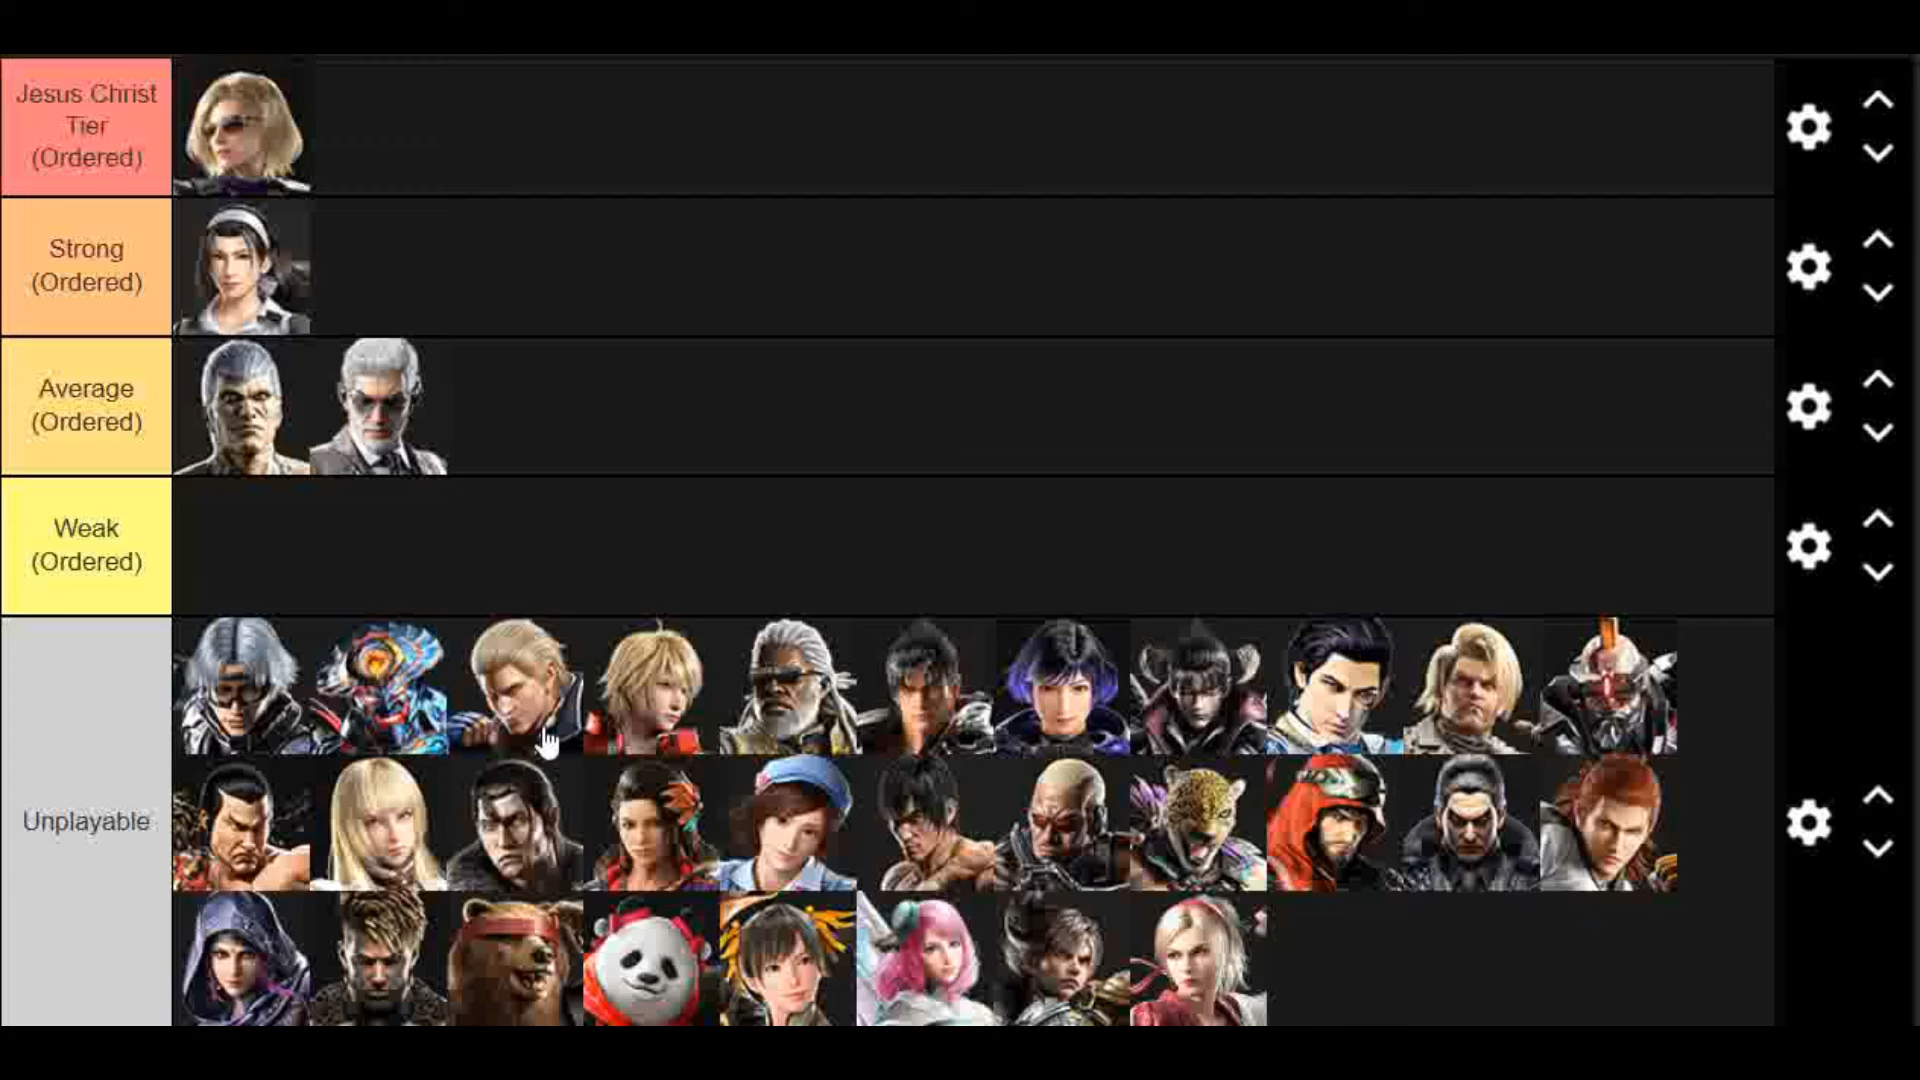 Jesus Christ
Tier
(Ordered)
Strong
(Ordered)
Average
(Ordered)
Weak
(Ordered)
Unplayable